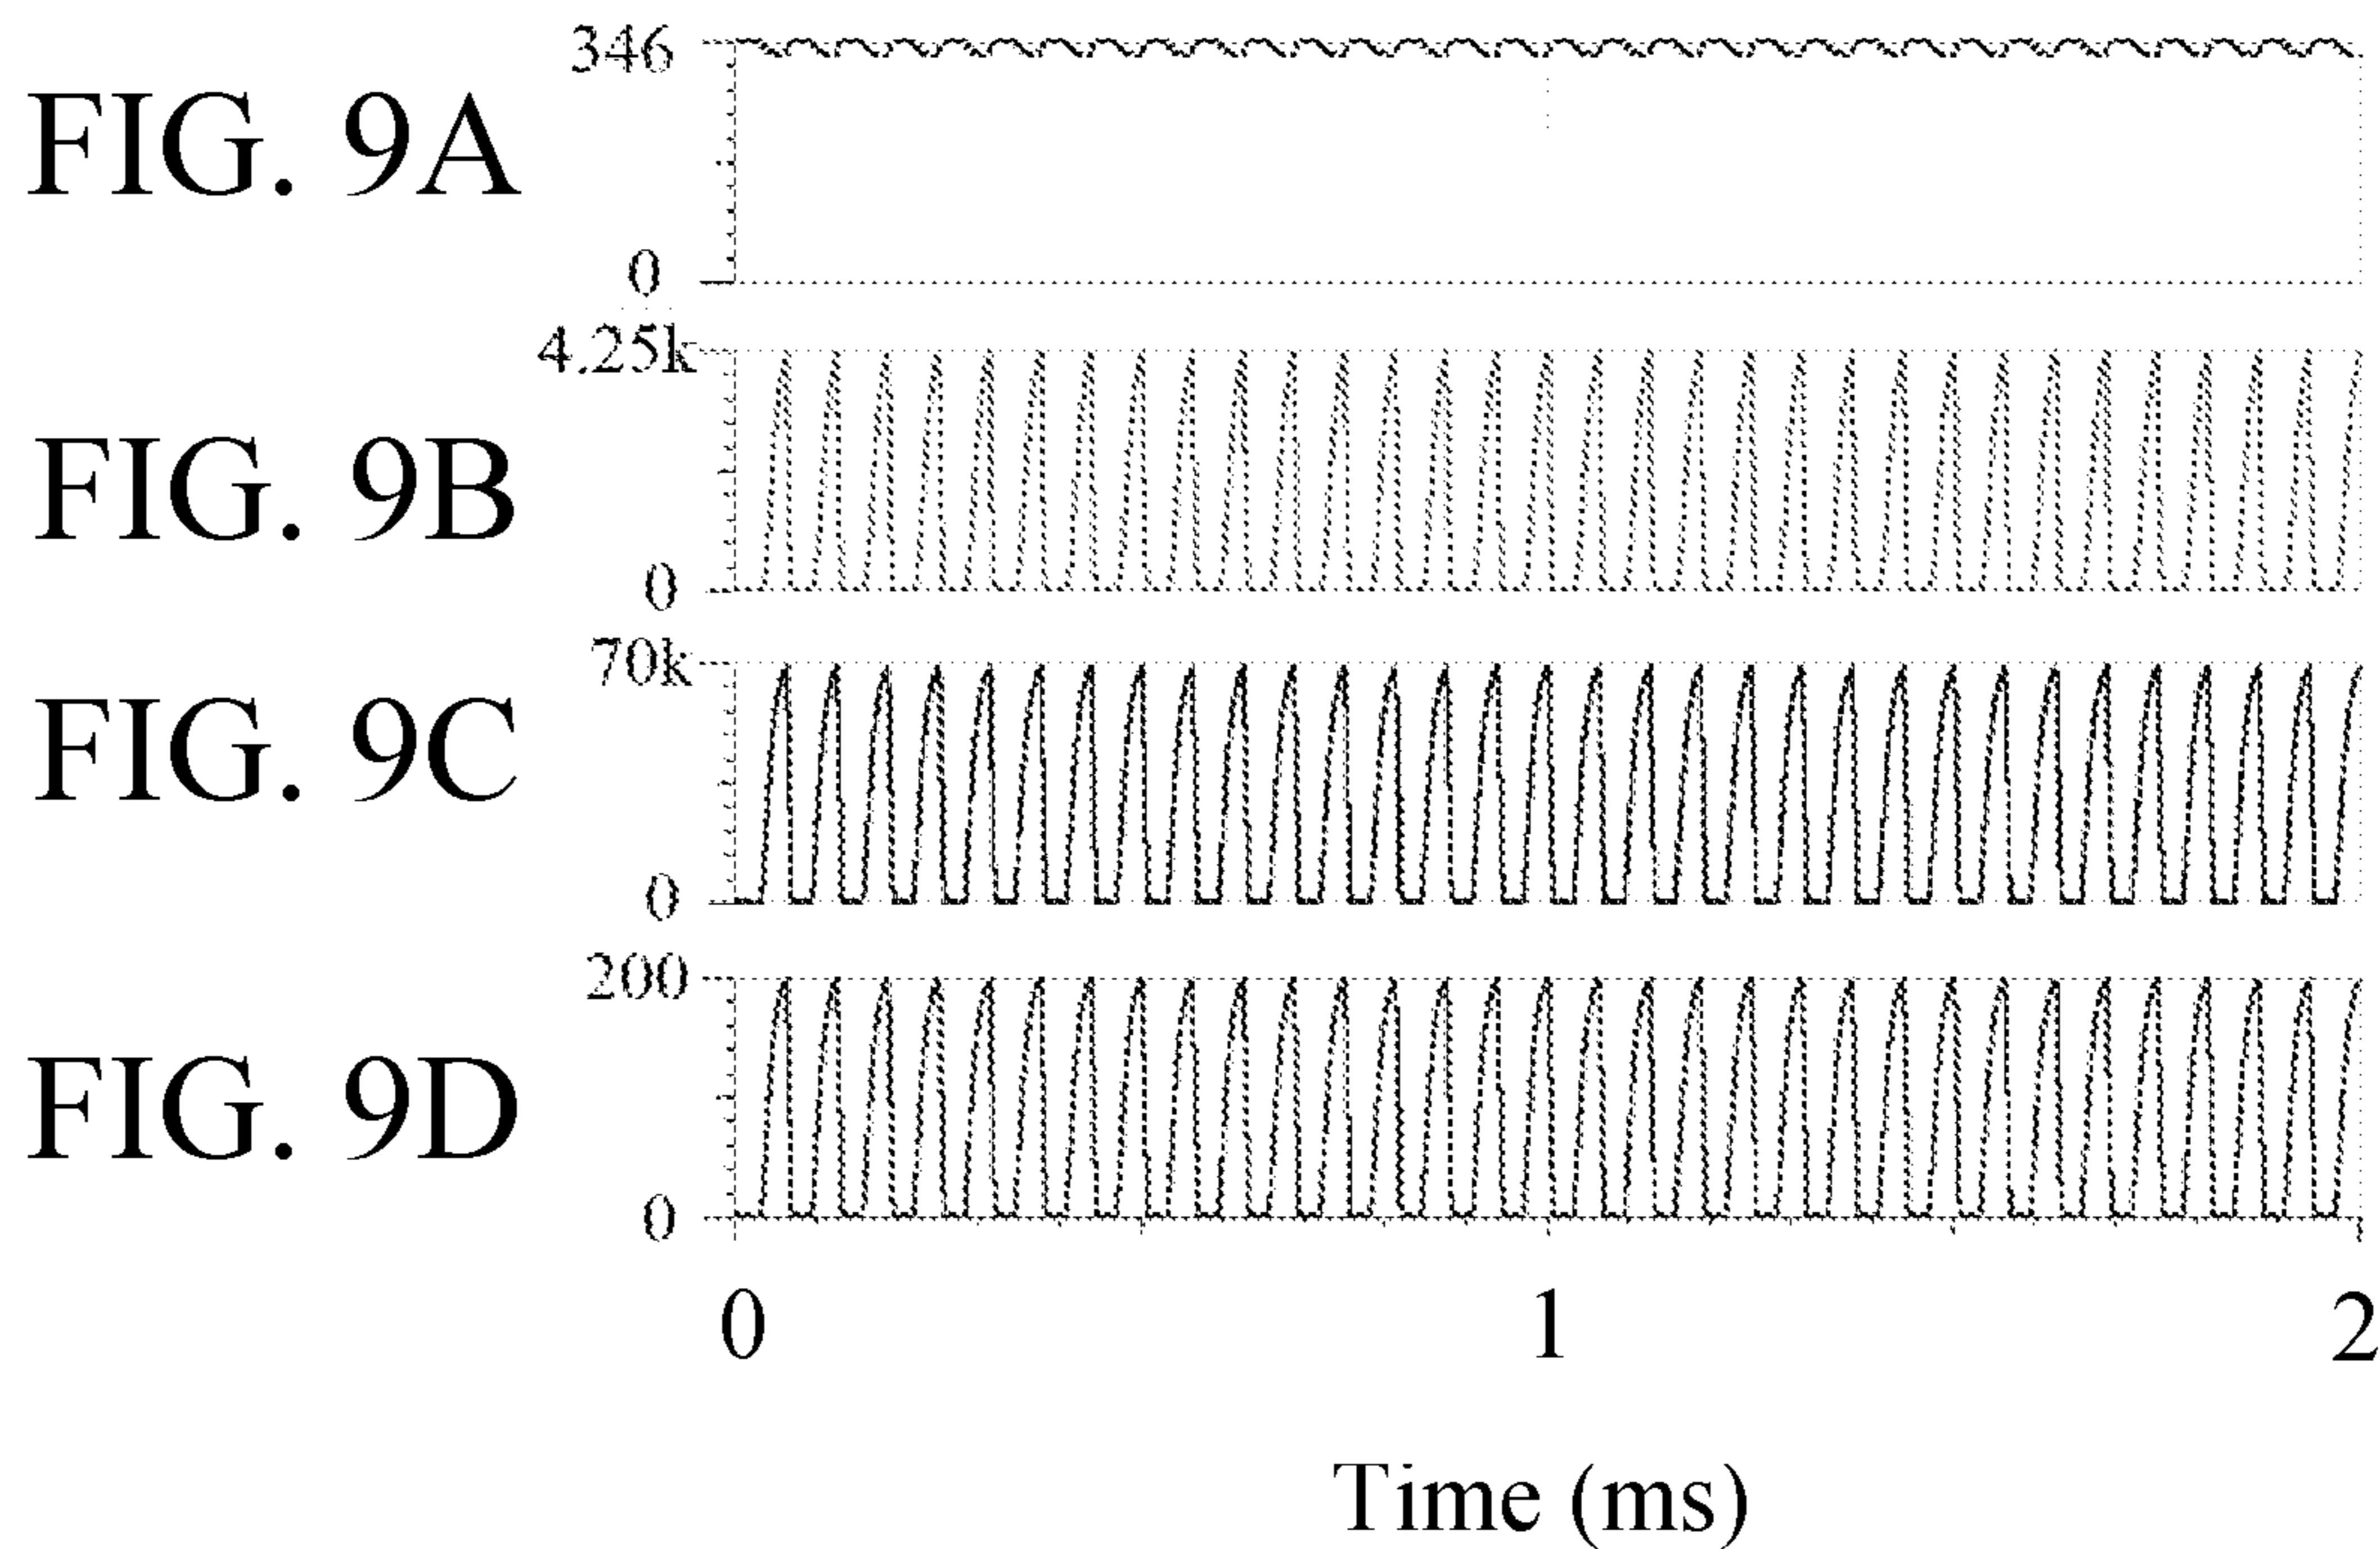 346
FIG. 9A
0
4.25k
FIG. 9B
0
70k
FIG. 9C
0
200
FIG. 9D
0
0 1 2
Time (ms)